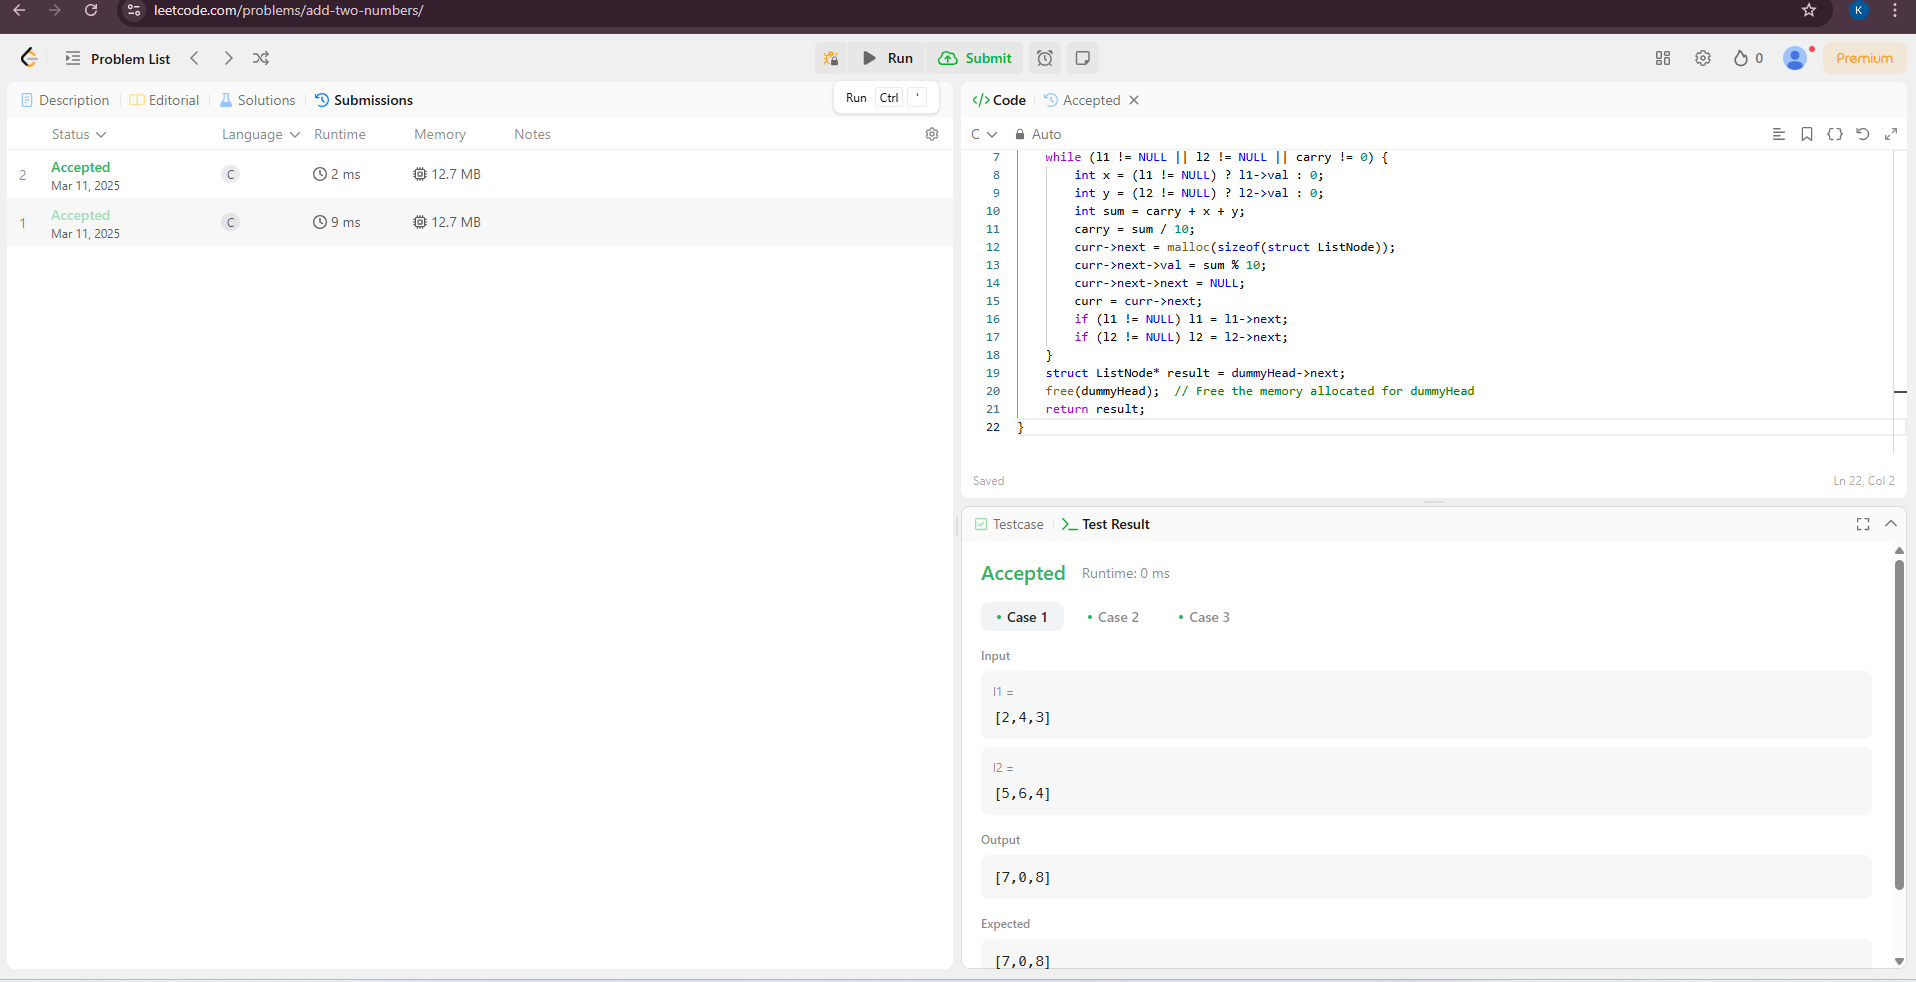 leetcode.com/problems/add-two-numbers/
K
Problem List
Run
Submit
0
Premium
Description
Editorial
Solutions
Submissions
Run Ctrl '
Status
Language
Runtime
Memory
Notes
2
Accepted
Mar 11, 2025
C
2 ms
12.7 MB
1
Accepted
Mar 11, 2025
C
9 ms
12.7 MB
</> Code
Accepted
C
Auto
7 while (l1 != NULL || l2 != NULL || carry != 0) {
8 int x = (l1 != NULL) ? l1->val : 0;
9 int y = (l2 != NULL) ? l2->val : 0;
10 int sum = carry + x + y;
11 carry = sum / 10;
12 curr->next = malloc(sizeof(struct ListNode));
13 curr->next->val = sum % 10;
14 curr->next->next = NULL;
15 curr = curr->next;
16 if (l1 != NULL) l1 = l1->next;
17 if (l2 != NULL) l2 = l2->next;
18 }
19 struct ListNode* result = dummyHead->next;
20 free(dummyHead);  // Free the memory allocated for dummyHead
21 return result;
22 }
Saved
Ln 22, Col 2
Testcase
Test Result
Accepted
Runtime: 0 ms
Case 1
Case 2
Case 3
Input
l1 =
[2,4,3]
l2 =
[5,6,4]
Output
[7,0,8]
Expected
[7,0,8]